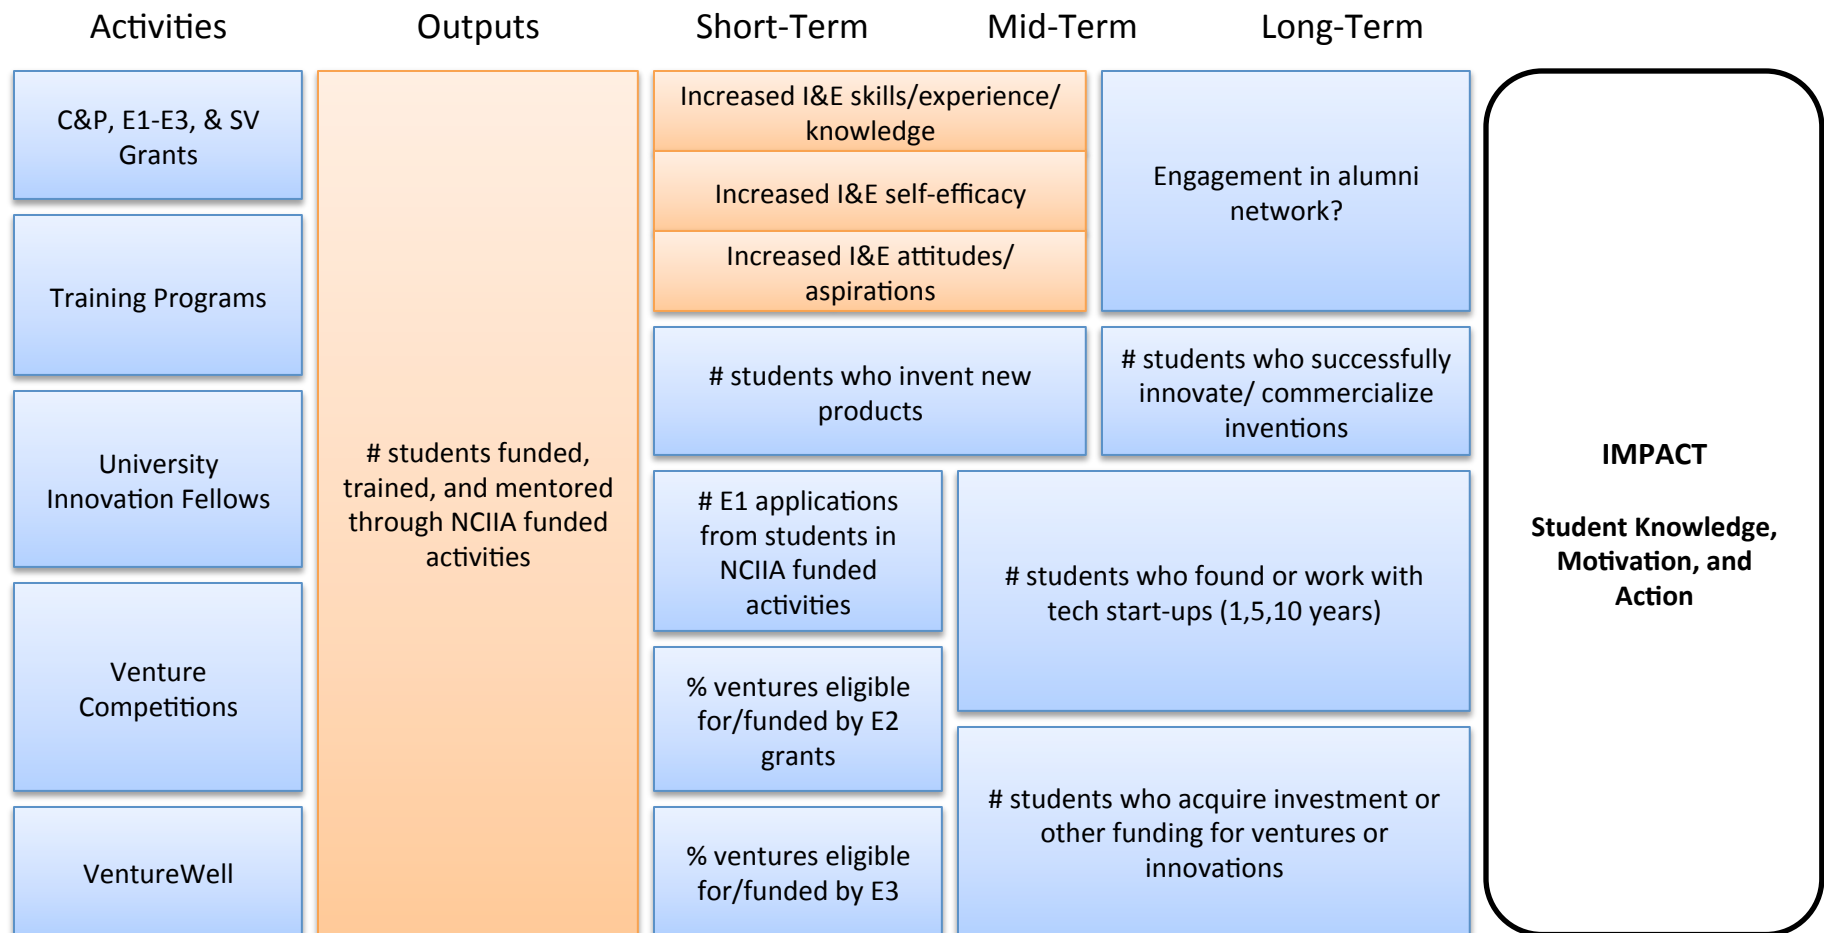 Activities
Outputs
Short-Term
Mid-Term
Long-Term
C&P, E1-E3, & SV
Grants
Training Programs
University
Innovation Fellows
Venture
Competitions
VentureWell
# students funded,
trained, and mentored
through NCIIA funded
activities
Increased I&E skills/experience/
knowledge
Increased I&E self-efficacy
Increased I&E attitudes/
aspirations
# students who invent new
products
# E1 applications
from students in
NCIIA funded
activities
% ventures eligible
for/funded by E2
grants
% ventures eligible
for/funded by E3
Engagement in alumni
network?
# students who successfully
innovate/ commercialize
inventions
# students who found or work with
tech start-ups (1,5,10 years)
# students who acquire investment or
other funding for ventures or
innovations
IMPACT
Student Knowledge,
Motivation, and
Action